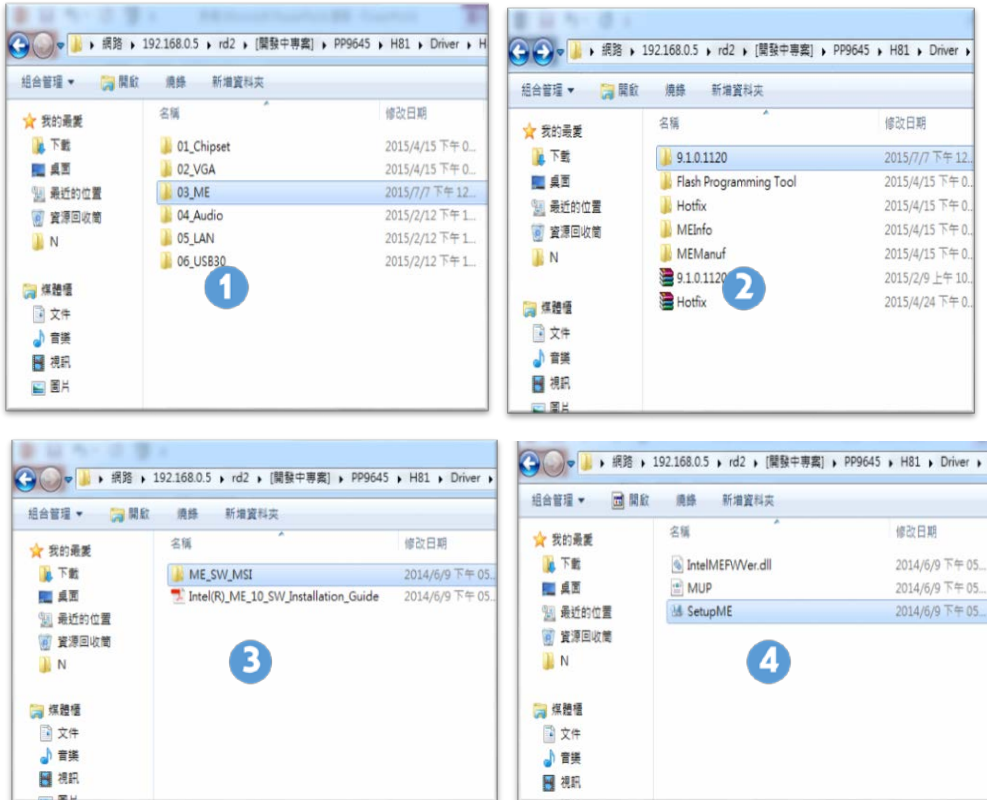 網路 ▸ 192.168.0.5 ▸ rd2 ▸ [開發中專案] ▸ PP9645 ▸ H81 ▸ Driver ▸ H
組合管理 開啟 燒錄 新增資料夾
名稱 修改日期
我的最愛
下載
桌面
最近的位置
資源回收筒
N
媒體櫃
文件
音樂
視訊
圖片
01_Chipset 2015/4/15 下午 0...
02_VGA 2015/4/15 下午 0...
03_ME 2015/7/7 下午 12...
04_Audio 2015/2/12 下午 1...
05_LAN 2015/2/12 下午 1...
06_USB30 2015/2/12 下午 1...
1
網路 ▸ 192.168.0.5 ▸ rd2 ▸ [開發中專案] ▸ PP9645 ▸ H81 ▸ Driver ▸
組合管理 開啟 燒錄 新增資料夾
名稱 修改日期
我的最愛
下載
桌面
最近的位置
資源回收筒
N
媒體櫃
文件
音樂
視訊
圖片
9.1.0.1120 2015/7/7 下午 12...
Flash Programming Tool 2015/4/15 下午 0...
Hotfix 2015/4/15 下午 0...
MEInfo 2015/4/15 下午 0...
MEManuf 2015/4/15 下午 0...
9.1.0.1120 2015/2/9 上午 10...
Hotfix 2015/4/24 下午 0...
2
網路 ▸ 192.168.0.5 ▸ rd2 ▸ [開發中專案] ▸ PP9645 ▸ H81 ▸ Driver ▸
組合管理 開啟 燒錄 新增資料夾
名稱 修改日期
我的最愛
下載
桌面
最近的位置
資源回收筒
N
媒體櫃
文件
音樂
視訊
ME_SW_MSI 2014/6/9 下午 05...
Intel(R)_ME_10_SW_Installation_Guide 2014/6/9 下午 05...
3
網路 ▸ 192.168.0.5 ▸ rd2 ▸ [開發中專案] ▸ PP9645 ▸ H81 ▸ Driver ▸
組合管理 開啟 燒錄 新增資料夾
名稱 修改日期
我的最愛
下載
桌面
最近的位置
資源回收筒
N
媒體櫃
文件
音樂
視訊
IntelMEFWVer.dll 2014/6/9 下午 05...
MUP 2014/6/9 下午 05...
SetupME 2014/6/9 下午 05...
4